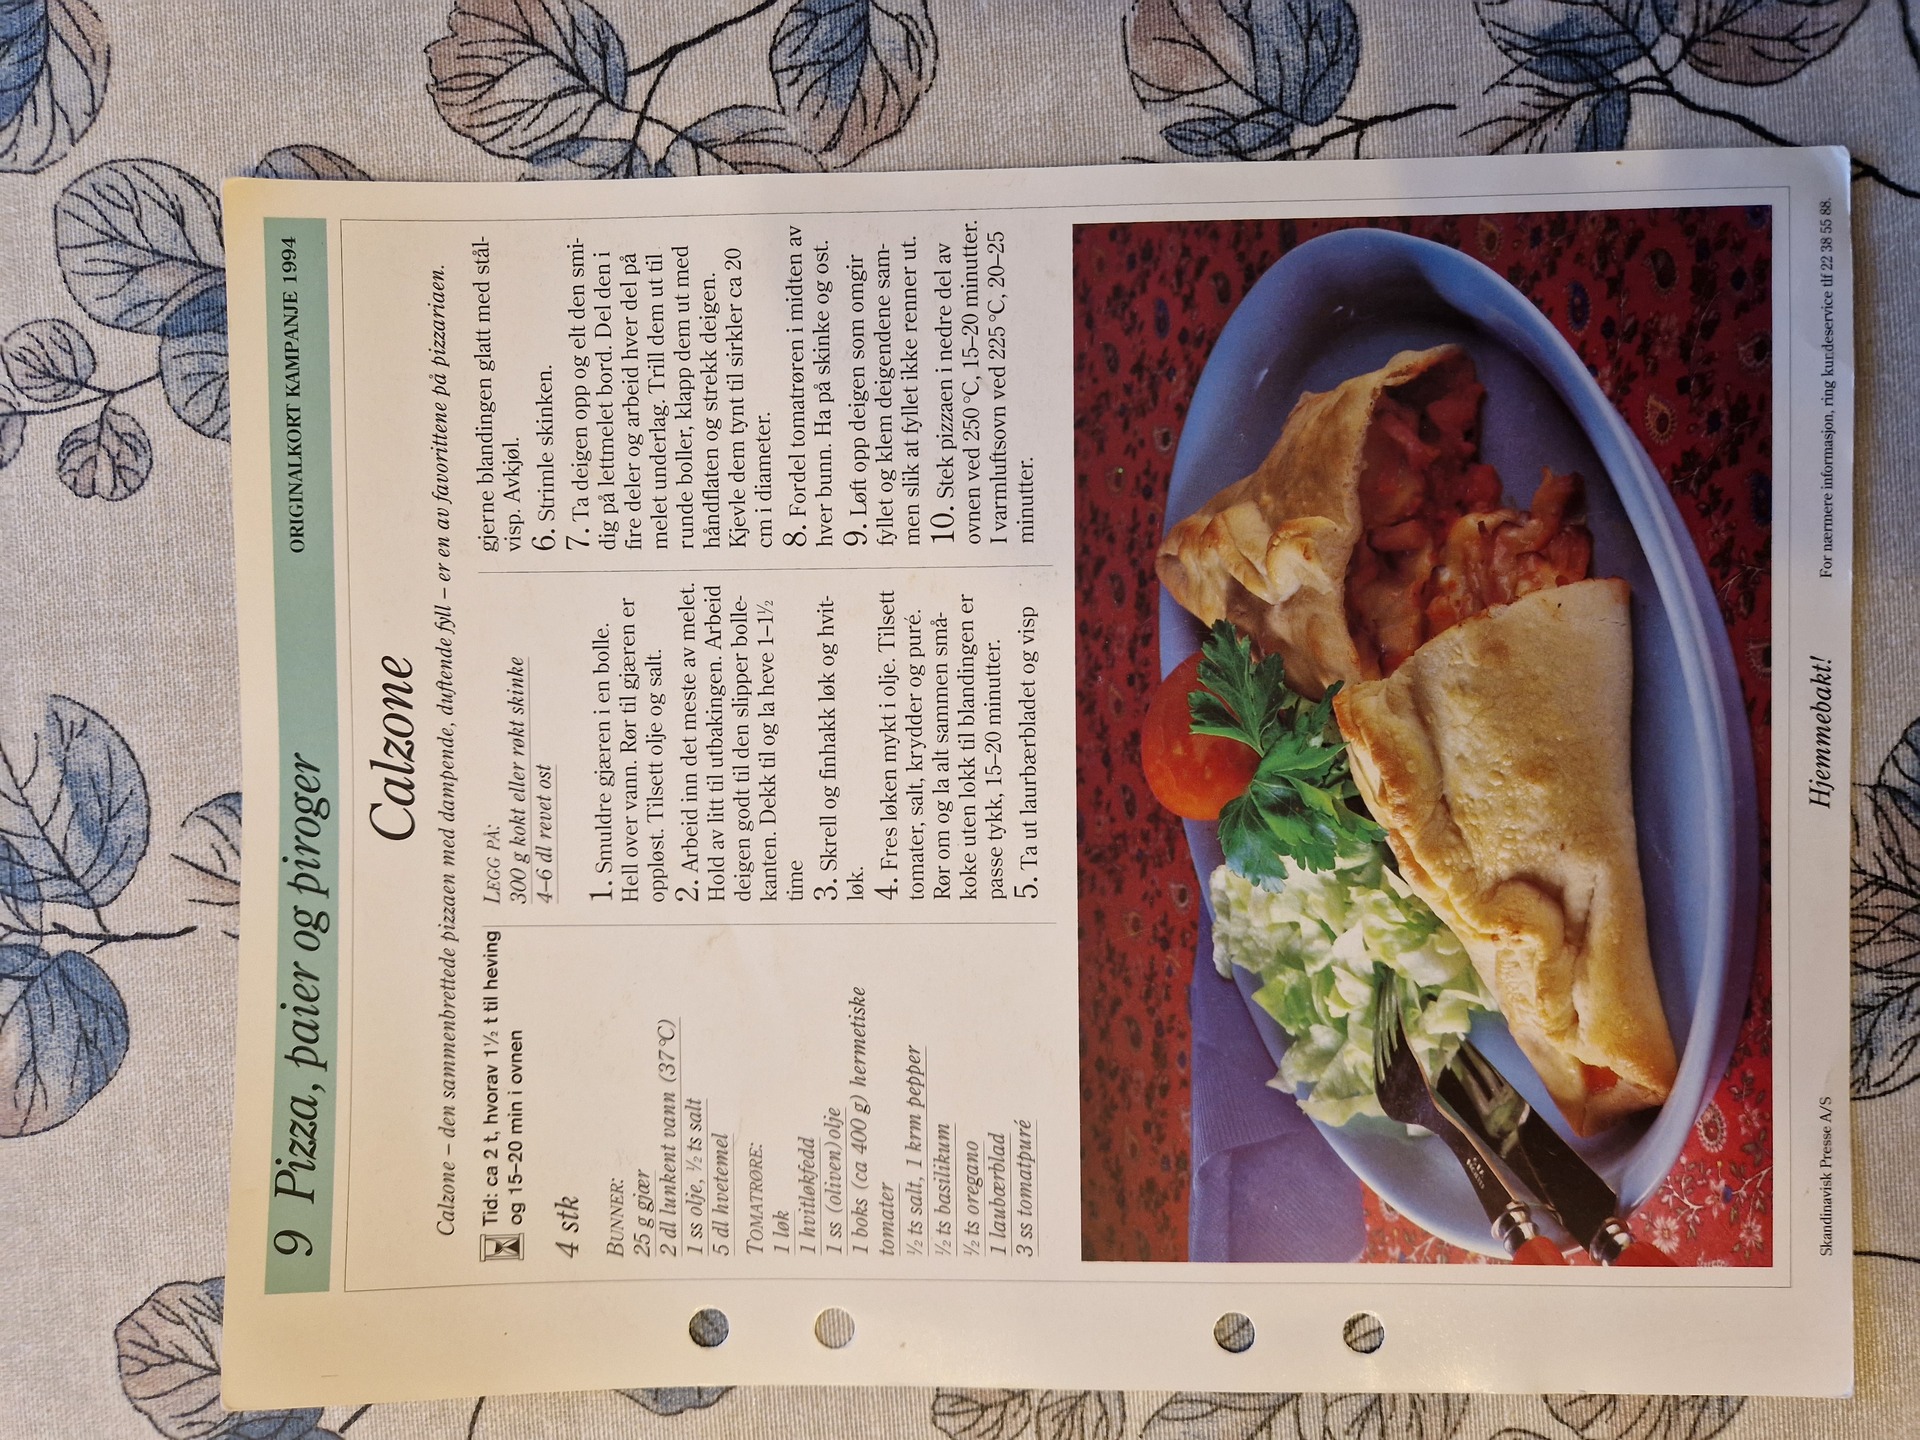 9 Pizza, paier og piroger
ORIGINALKORT KAMPANJE 1994
Calzone
Calzone – den sammenbrettede pizzaen med dampende, duftende fyll – er en av favorittene på pizzariaen.
Tid: ca 2 t, hvorav 1½ t til heving
og 15–20 min i ovnen
4 stk
BUNNER:
25 g gjær
2 dl lunkent vann (37 °C)
1 ss olje, ½ ts salt
5 dl hvetemel
TOMATRØRE:
1 løk
1 hvitløkfedd
1 ss (oliven)olje
1 boks (ca 400 g) hermetiske
tomater
½ ts salt, 1 krm pepper
½ ts basilikum
½ ts oregano
1 laubærblad
3 ss tomatpuré
LEGG PÅ:
300 g kokt eller røkt skinke
4–6 dl revet ost
1. Smuldre gjæren i en bolle.
Hell over vann. Rør til gjæren er
oppløst. Tilsett olje og salt.
2. Arbeid inn det meste av melet.
Hold av litt til utbakingen. Arbeid
deigen godt til den slipper bolle-
kanten. Dekk til og la heve 1–1½
time
3. Skrell og finhakk løk og hvit-
løk.
4. Fres løken mykt i olje. Tilsett
tomater, salt, krydder og puré.
Rør om og la alt sammen små-
koke uten lokk til blandingen er
passe tykk, 15–20 minutter.
5. Ta ut laurbærbladet og visp
gjerne blandingen glatt med stål-
visp. Avkjøl.
6. Strimle skinken.
7. Ta deigen opp og elt den smi-
dig på lettmelet bord. Del den i
fire deler og arbeid hver del på
melet underlag. Trill dem ut til
runde boller, klapp dem ut med
håndflaten og strekk deigen.
Kjevle dem tynt til sirkler ca 20
cm i diameter.
8. Fordel tomatrøren i midten av
hver bunn. Ha på skinke og ost.
9. Løft opp deigen som omgir
fyllet og klem deigendene sam-
men slik at fyllet ikke renner ut.
10. Stek pizzaen i nedre del av
ovnen ved 250 °C, 15–20 minutter.
I varmluftsovn ved 225 °C, 20–25
minutter.
Skandinavisk Presse A/S
Hjemmebakt!
For nærmere informasjon, ring kundeservice tlf 22 38 55 88.